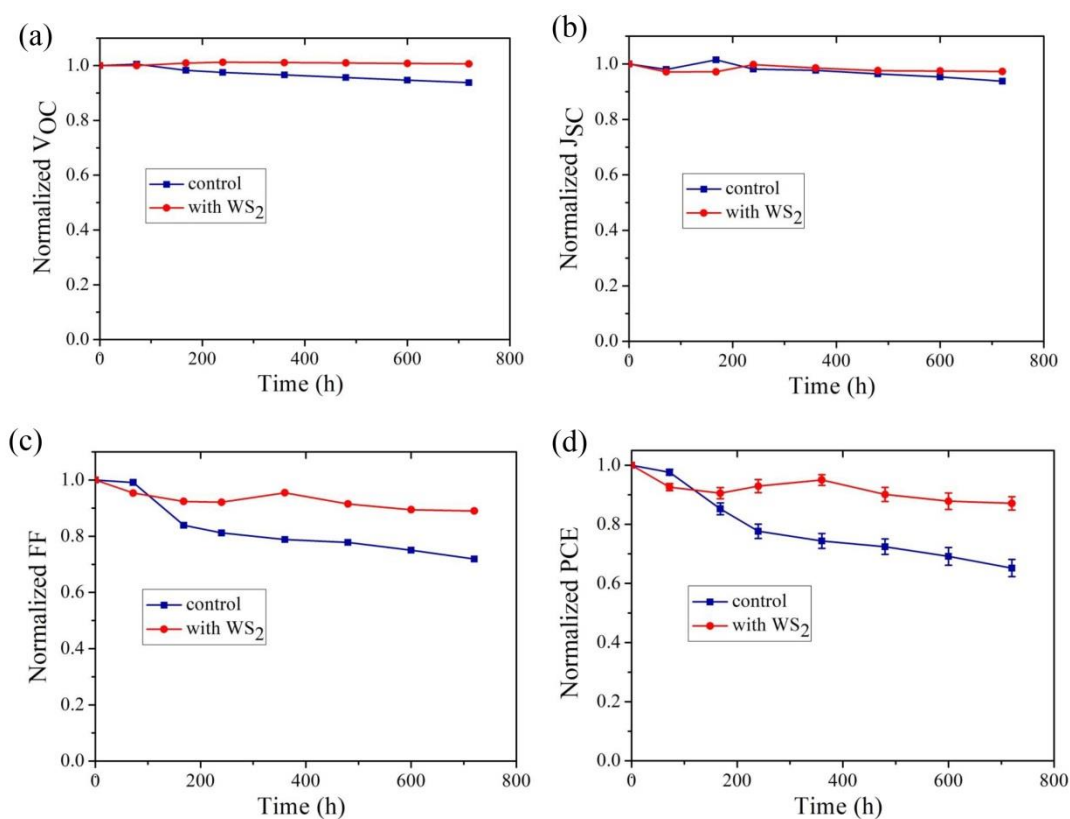 (a)
Normalized VOC
1.0
0.8
0.6
0.4
0.2
0.0
control
with WS2
0 200 400 600 800
Time (h)
(b)
Normalized JSC
1.0
0.8
0.6
0.4
0.2
0.0
control
with WS2
0 200 400 600 800
Time (h)
(c)
Normalized FF
1.0
0.8
0.6
0.4
0.2
0.0
control
with WS2
0 200 400 600 800
Time (h)
(d)
Normalized PCE
1.0
0.8
0.6
0.4
0.2
0.0
control
with WS2
0 200 400 600 800
Time (h)